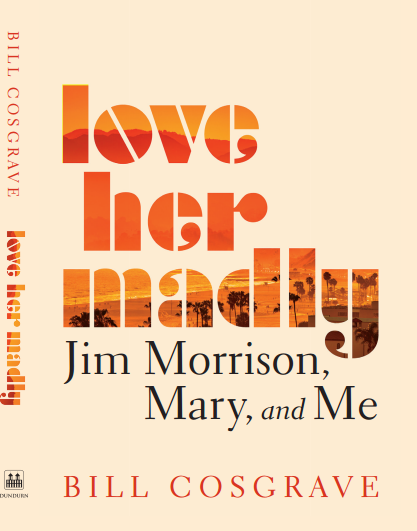 BILL COSGRAVE
love her madly
DUNDURN
love
her
madly
Jim Morrison,
Mary, and Me
BILL COSGRAVE